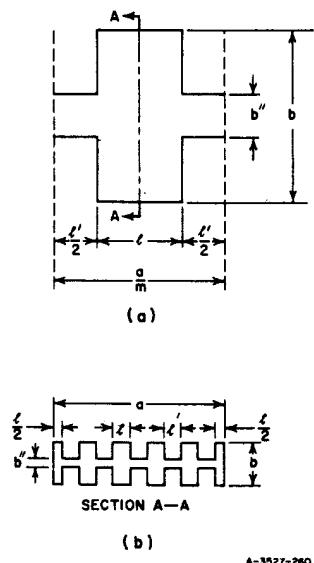 A
b"
b
A
ℓ'/2
ℓ
ℓ'/2
a/m
(a)
a
ℓ/2
ℓ
ℓ'
ℓ/2
b"
b
SECTION A—A
(b)
A-3527-260